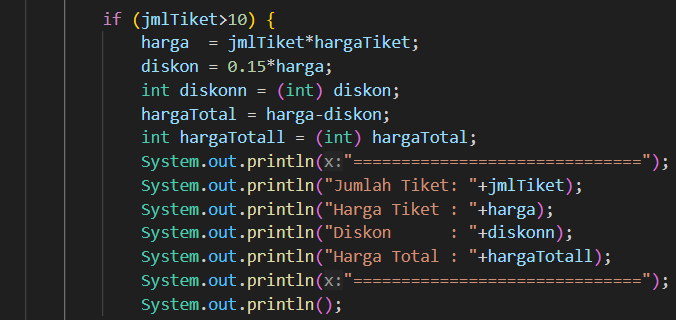 if (jmlTiket>10) {
harga  = jmlTiket*hargaTiket;
diskon = 0.15*harga;
int diskonn = (int) diskon;
hargaTotal = harga-diskon;
int hargaTotall = (int) hargaTotal;
System.out.println(x:"==============================");
System.out.println("Jumlah Tiket: "+jmlTiket);
System.out.println("Harga Tiket : "+harga);
System.out.println("Diskon      : "+diskonn);
System.out.println("Harga Total : "+hargaTotall);
System.out.println(x:"==============================");
System.out.println();